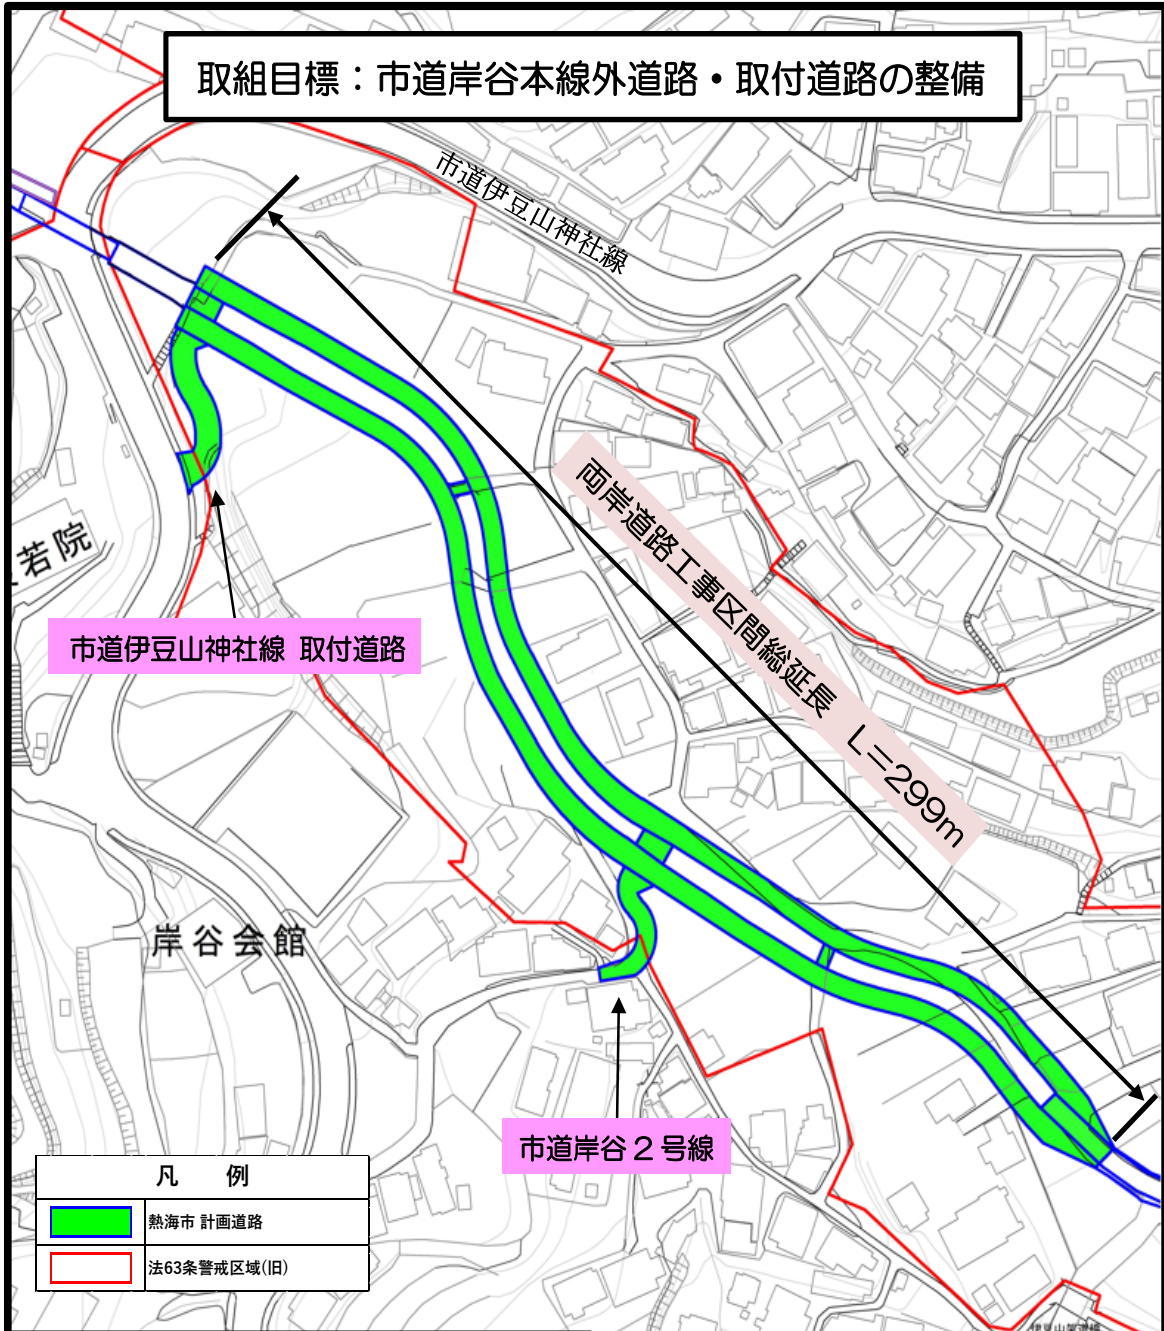 取組目標：市道岸谷本線外道路・取付道路の整備
市道伊豆山神社線
両岸道路工事区間総延長　L=299m
若院
市道伊豆山神社線 取付道路
岸谷会館
市道岸谷２号線
凡　例
熱海市 計画道路
法63条警戒区域(旧)